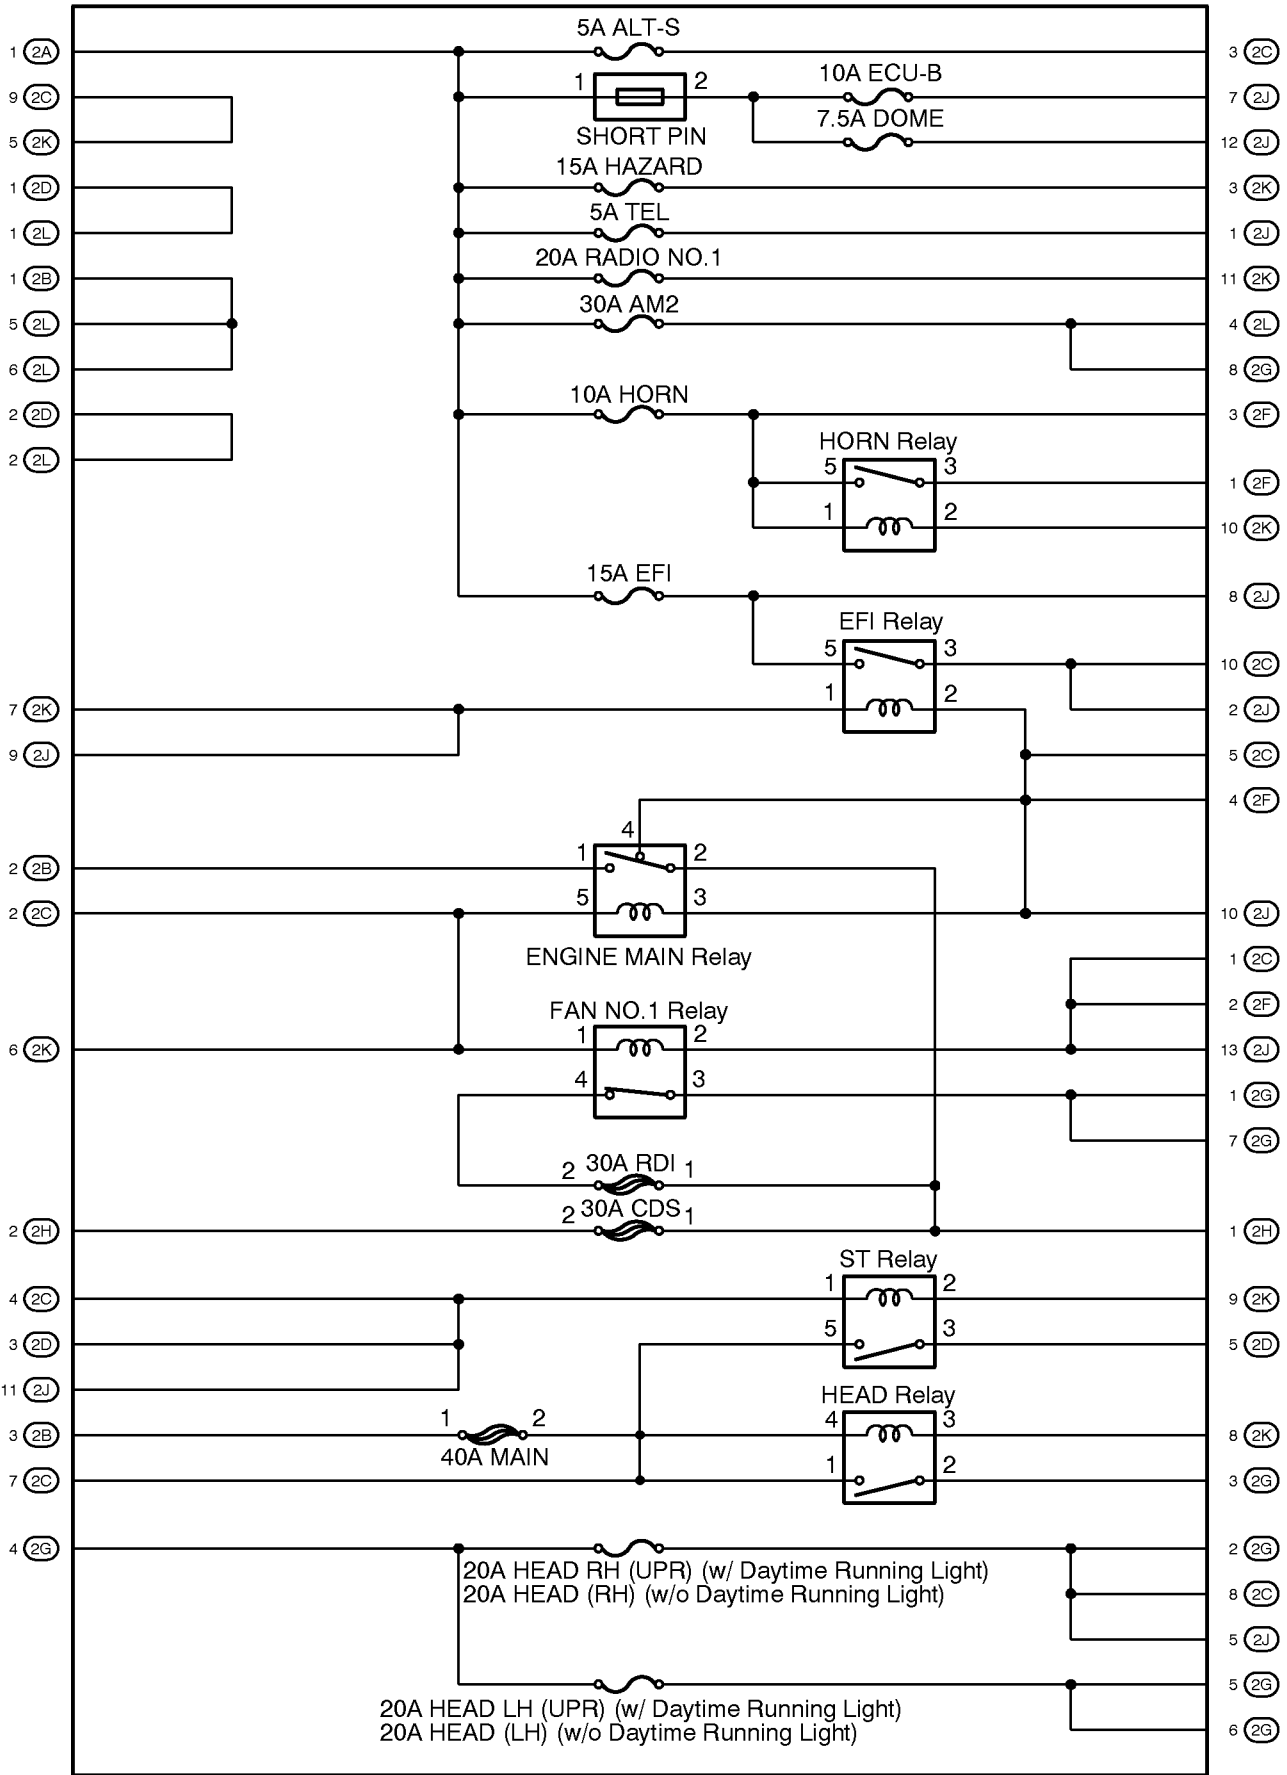 5A ALT-S
1 2A
3 2C
1
2
10A ECU-B
9 2C
7 2J
SHORT PIN
7.5A DOME
5 2K
12 2J
15A HAZARD
1 2D
3 2K
5A TEL
1 2L
1 2J
20A RADIO NO.1
1 2B
11 2K
30A AM2
5 2L
4 2L
6 2L
8 2G
10A HORN
2 2D
3 2F
HORN Relay
2 2L
5
3
1 2F
1
2
10 2K
15A EFI
8 2J
EFI Relay
5
3
10 2C
1
2
7 2K
2 2J
9 2J
5 2C
4 2F
4
1
2
2 2B
5
3
2 2C
10 2J
ENGINE MAIN Relay
1 2C
FAN NO.1 Relay
2 2F
1
2
6 2K
13 2J
4
3
1 2G
7 2G
2
30A RDI
1
2
30A CDS
1
2 2H
1 2H
ST Relay
1
2
4 2C
9 2K
5
3
3 2D
5 2D
11 2J
HEAD Relay
1
2
4
3
3 2B
8 2K
40A MAIN
1
2
7 2C
3 2G
4 2G
2 2G
20A HEAD RH (UPR) (w/ Daytime Running Light)
20A HEAD (RH) (w/o Daytime Running Light)
8 2C
5 2J
5 2G
20A HEAD LH (UPR) (w/ Daytime Running Light)
20A HEAD (LH) (w/o Daytime Running Light)
6 2G